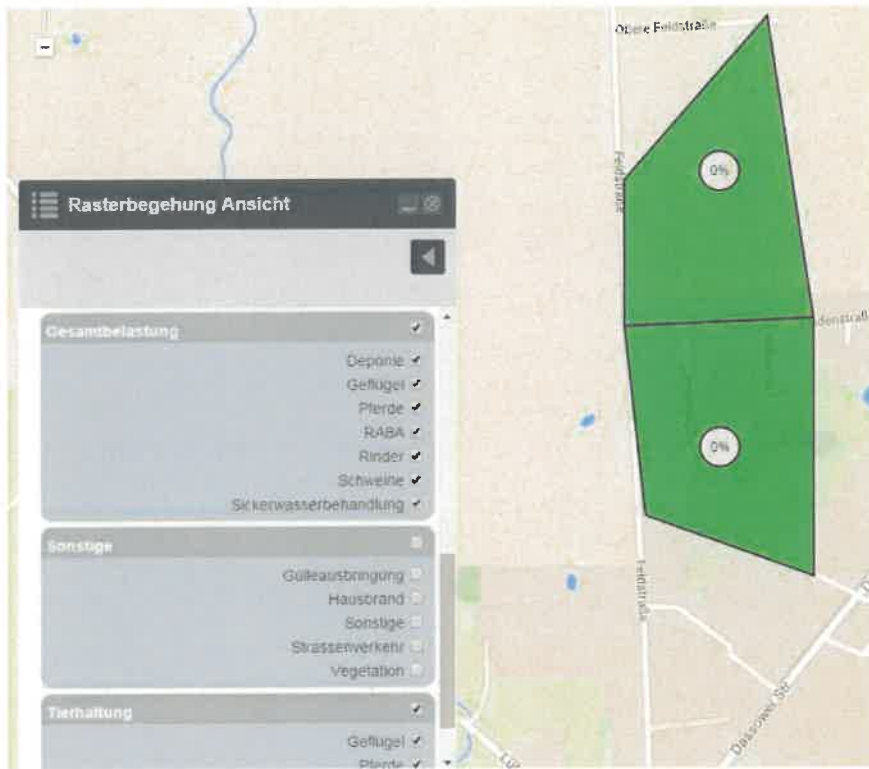 Obere Feldstraße
0%
Feldstraße
Rasterbegehung Ansicht
Gesamtbelastung
Deponie
Geflügel
Pferde
RABA
Rinder
Schweine
Sickerwasserbehandlung
0%
Sonstige
Gülleausbringung
Hausbrand
Sonstige
Strassenverkehr
Vegetation
Feldstraße
Tierhaltung
Geflügel
Pferde
Dassower Str